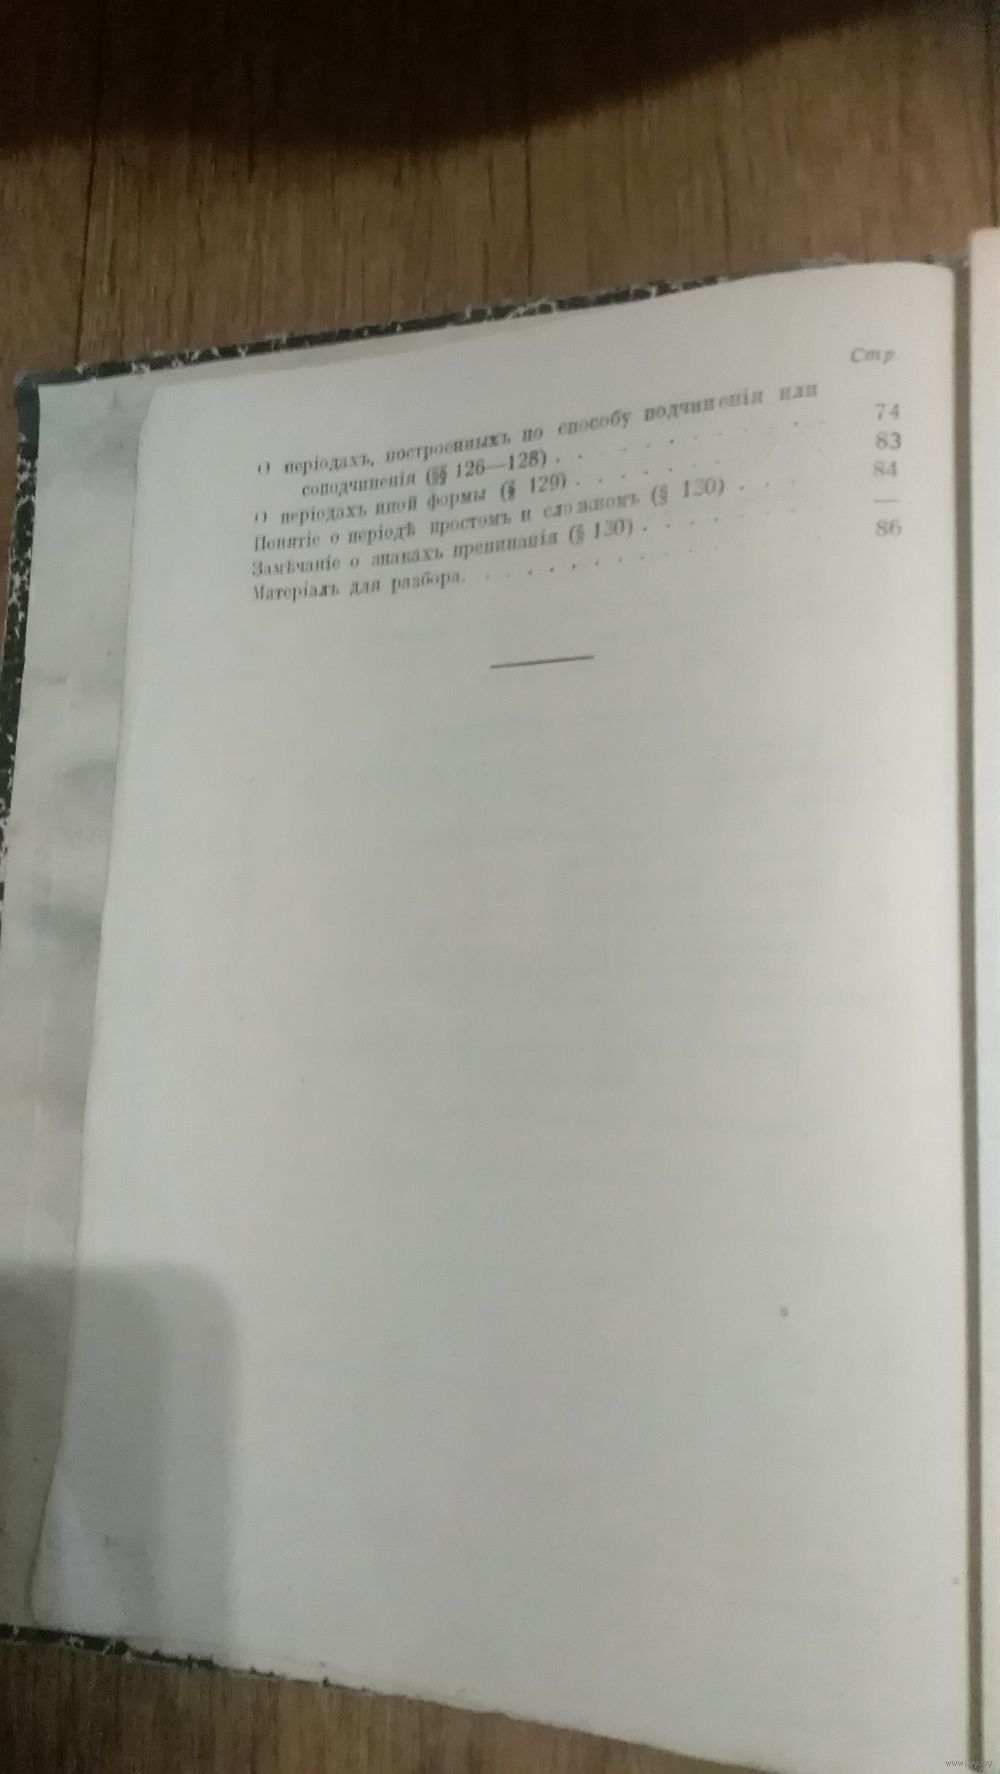 Стр.
О періодахъ, построенныхъ по способу подчиненія или
соподчиненія (§§ 126—128) . . . . . . . . . . 74
О періодахъ иной формы (§ 129) . . . . . . . . . 83
Понятіе о періодѣ простомъ и сложномъ (§ 130) . . . 84
Замѣчаніе о знакахъ препинанія (§ 130) . . . . . . . —
Матеріалъ для разбора. . . . . . . . . . . . . 86